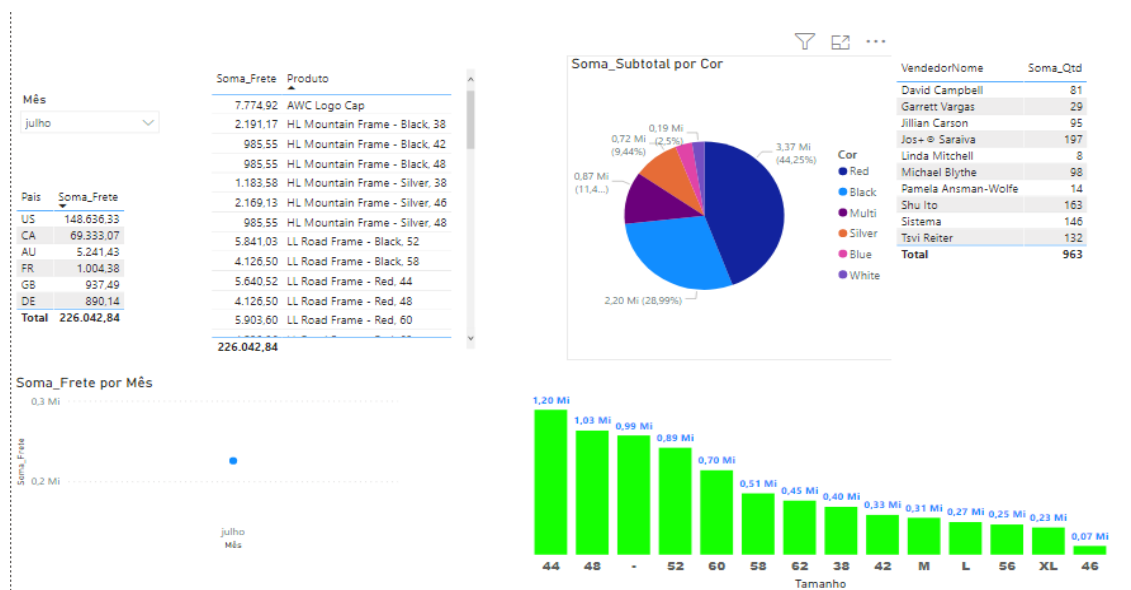 Mês
julho
País Soma_Frete
US 148.636,33
CA 69.333,07
AU 5.241,43
FR 1.004,38
GB 937,49
DE 890,14
Total 226.042,84
Soma_Frete Produto
7.774,92 AWC Logo Cap
2.191,17 HL Mountain Frame - Black, 38
985,55 HL Mountain Frame - Black, 42
985,55 HL Mountain Frame - Black, 48
1.183,58 HL Mountain Frame - Silver, 38
2.169,13 HL Mountain Frame - Silver, 46
985,55 HL Mountain Frame - Silver, 48
5.841,03 LL Road Frame - Black, 52
4.126,50 LL Road Frame - Black, 58
5.640,52 LL Road Frame - Red, 44
4.126,50 LL Road Frame - Red, 48
5.903,60 LL Road Frame - Red, 60
226.042,84
Soma_Subtotal por Cor
0,19 Mi
(2,5%)
0,72 Mi
(9,44%)
0,87 Mi
(11,4...)
3,37 Mi
(44,25%)
2,20 Mi (28,99%)
Cor
Red
Black
Multi
Silver
Blue
White
VendedorNome Soma_Qtd
David Campbell 81
Garrett Vargas 29
Jillian Carson 95
Jos+® Saraiva 197
Linda Mitchell 8
Michael Blythe 98
Pamela Ansman-Wolfe 14
Shu Ito 163
Sistema 146
Tsvi Reiter 132
Total 963
Soma_Frete por Mês
0,3 Mi
Soma_Frete
0,2 Mi
julho
Mês
1,20 Mi 1,03 Mi 0,99 Mi 0,89 Mi 0,70 Mi 0,51 Mi 0,45 Mi 0,40 Mi 0,33 Mi 0,31 Mi 0,27 Mi 0,25 Mi 0,23 Mi 0,07 Mi
44 48 - 52 60 58 62 38 42 M L 56 XL 46
Tamanho